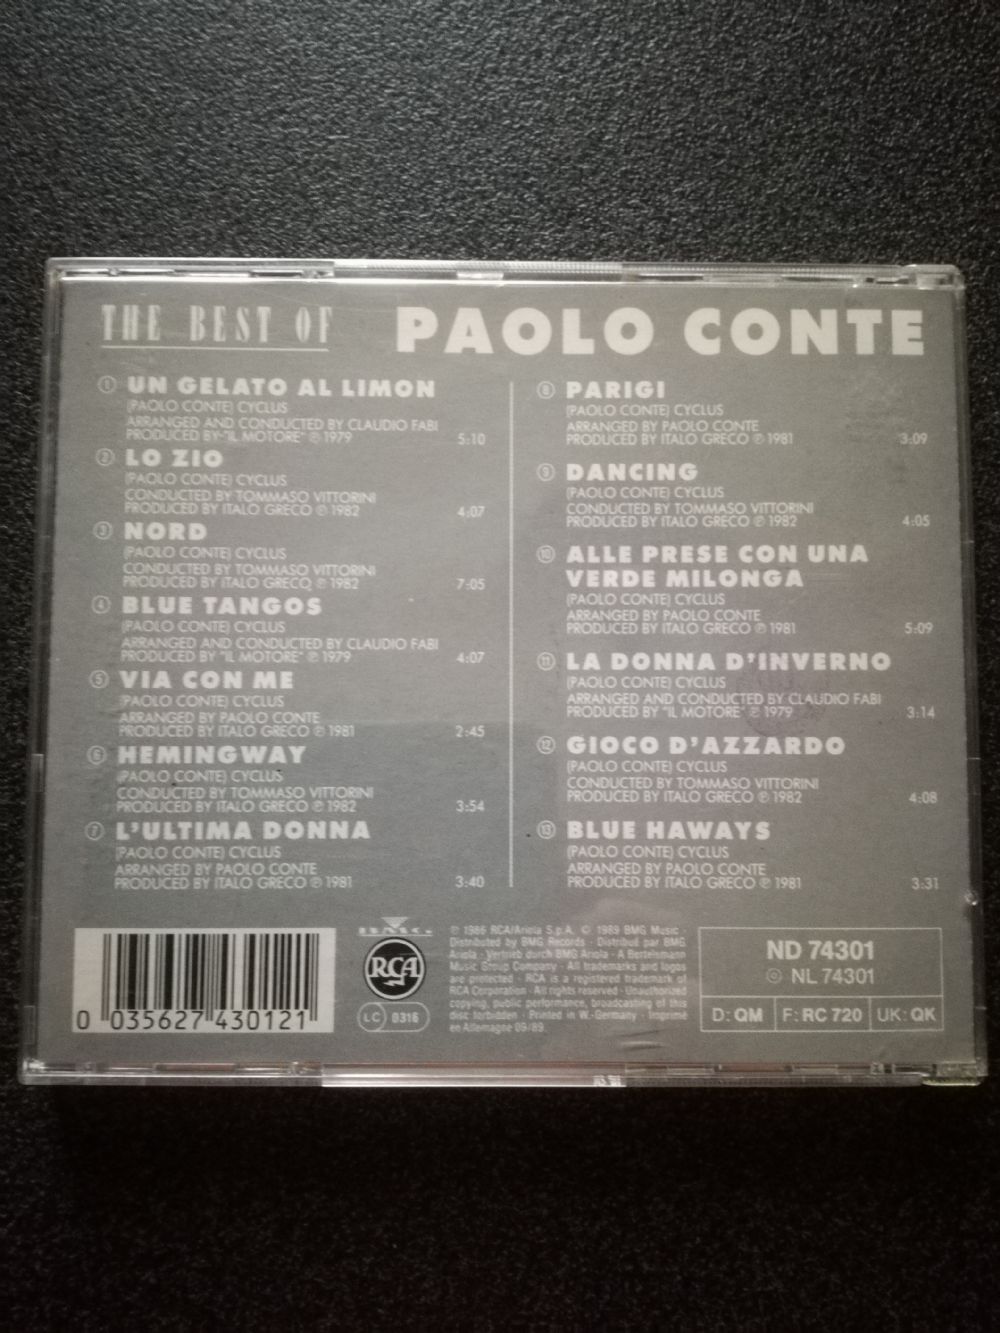 THE BEST OF PAOLO CONTE
1 UN GELATO AL LIMON
(PAOLO CONTE) CYCLUS
ARRANGED AND CONDUCTED BY CLAUDIO FABI
PRODUCED BY "IL MOTORE" ℗ 1979 5:10
2 LO ZIO
(PAOLO CONTE) CYCLUS
CONDUCTED BY TOMMASO VITTORINI
PRODUCED BY ITALO GRECO ℗ 1982 4:07
3 NORD
(PAOLO CONTE) CYCLUS
CONDUCTED BY TOMMASO VITTORINI
PRODUCED BY ITALO GRECO ℗ 1982 7:05
4 BLUE TANGOS
(PAOLO CONTE) CYCLUS
ARRANGED AND CONDUCTED BY CLAUDIO FABI
PRODUCED BY "IL MOTORE" ℗ 1979 4:07
5 VIA CON ME
(PAOLO CONTE) CYCLUS
ARRANGED BY PAOLO CONTE
PRODUCED BY ITALO GRECO ℗ 1981 2:45
6 HEMINGWAY
(PAOLO CONTE) CYCLUS
CONDUCTED BY TOMMASO VITTORINI
PRODUCED BY ITALO GRECO ℗ 1982 3:54
7 L'ULTIMA DONNA
(PAOLO CONTE) CYCLUS
ARRANGED BY PAOLO CONTE
PRODUCED BY ITALO GRECO ℗ 1981 3:40
8 PARIGI
(PAOLO CONTE) CYCLUS
ARRANGED BY PAOLO CONTE
PRODUCED BY ITALO GRECO ℗ 1981 3:09
9 DANCING
(PAOLO CONTE) CYCLUS
CONDUCTED BY TOMMASO VITTORINI
PRODUCED BY ITALO GRECO ℗ 1982 4:05
10 ALLE PRESE CON UNA
VERDE MILONGA
(PAOLO CONTE) CYCLUS
ARRANGED BY PAOLO CONTE
PRODUCED BY ITALO GRECO ℗ 1981 5:09
11 LA DONNA D'INVERNO
(PAOLO CONTE) CYCLUS
ARRANGED AND CONDUCTED BY CLAUDIO FABI
PRODUCED BY "IL MOTORE" ℗ 1979 3:14
12 GIOCO D'AZZARDO
(PAOLO CONTE) CYCLUS
CONDUCTED BY TOMMASO VITTORINI
PRODUCED BY ITALO GRECO ℗ 1982 4:08
13 BLUE HAWAYS
(PAOLO CONTE) CYCLUS
ARRANGED BY PAOLO CONTE
PRODUCED BY ITALO GRECO ℗ 1981 3:31
0 035627 430121
BMG.
RCA
LC 0316
℗ 1986 RCA/Ariola S.p.A. © 1989 BMG Music ·
Distributed by BMG Records · Distribué par BMG
Ariola · Vertrieb durch BMG Ariola · A Bertelsmann
Music Group Company · All trademarks and logos
are protected · RCA is a registered trademark of
RCA Corporation · All rights reserved · Unauthorized
copying, public performance, broadcasting of this
disc forbidden · Printed in W.-Germany · Imprimé
en Allemagne 09/89.
ND 74301
NL 74301
D: QM F: RC 720 UK: QK